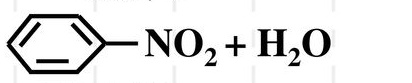 NO₂ + H₂O